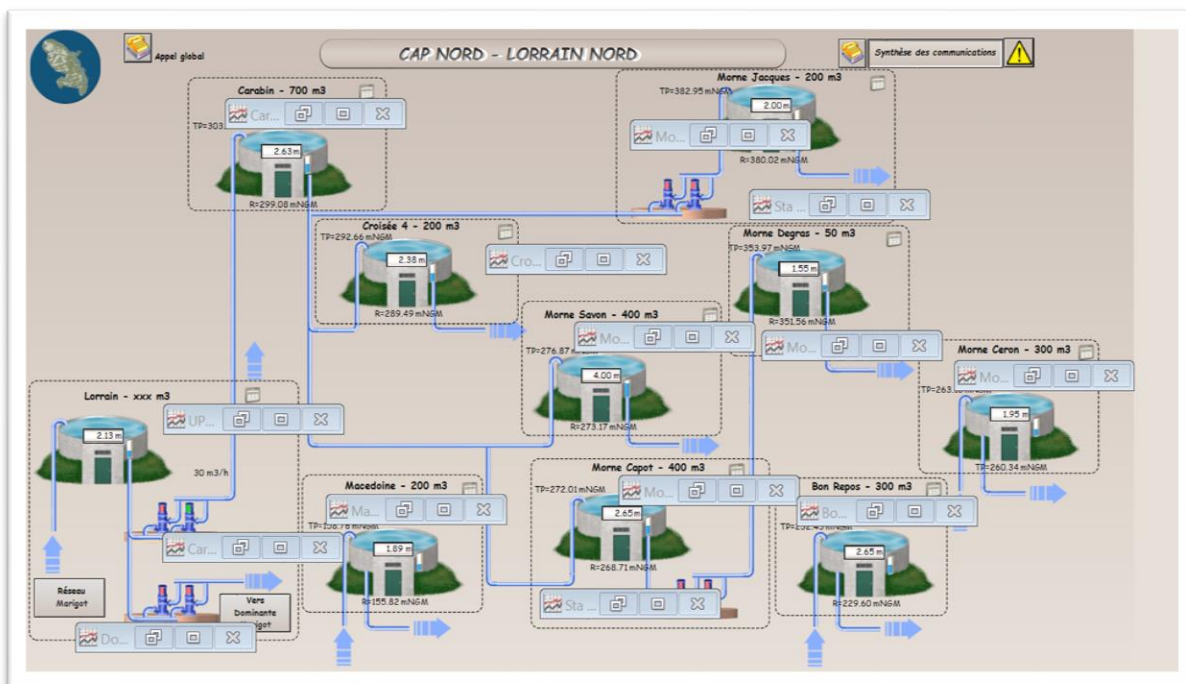 Appel global
CAP NORD - LORRAIN NORD
Synthèse des communications
Carabin - 700 m3
Car...
TP=303.
2.63 m
R=299.08 mNGM
Morne Jacques - 200 m3
TP=382.95 mNGM
2.00 m
Mo...
R=380.02 mNGM
Sta ...
Croisée 4 - 200 m3
TP=292.66 mNGM
2.38 m
Cro...
R=289.49 mNGM
Morne Degras - 50 m3
TP=353.97 mNGM
1.55 m
R=351.56 mNGM
Mo...
Morne Savon - 400 m3
Mo...
TP=276.87
4.00 m
R=273.17 mNGM
Morne Ceron - 300 m3
Mo...
TP=263.
1.95 m
R=260.34 mNGM
Lorrain - xxx m3
UP...
2.13 m
30 m3/h
Car...
Réseau
Marigot
Vers
Dominante
Do...
Macedoine - 200 m3
Ma...
1.89 m
R=155.82 mNGM
Morne Capot - 400 m3
TP=272.01 mNGM
Mo...
2.65 m
R=268.71 mNGM
Sta ...
Bon Repos - 300 m3
Bo...
2.65 m
R=229.60 mNGM